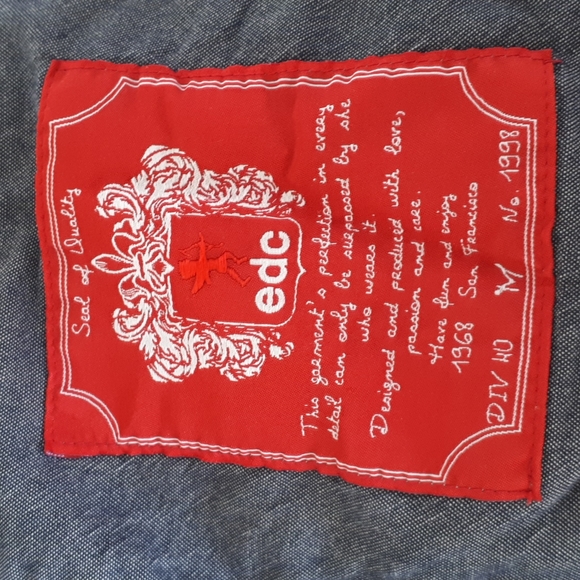 Seal of Quality
edc
This garment's perfection in every
detail can only be surpassed by she
who wears it.
Designed and produced with love,
passion and care.
Have fun and enjoy
1968 San Francisco
DIV HO M No. 1998